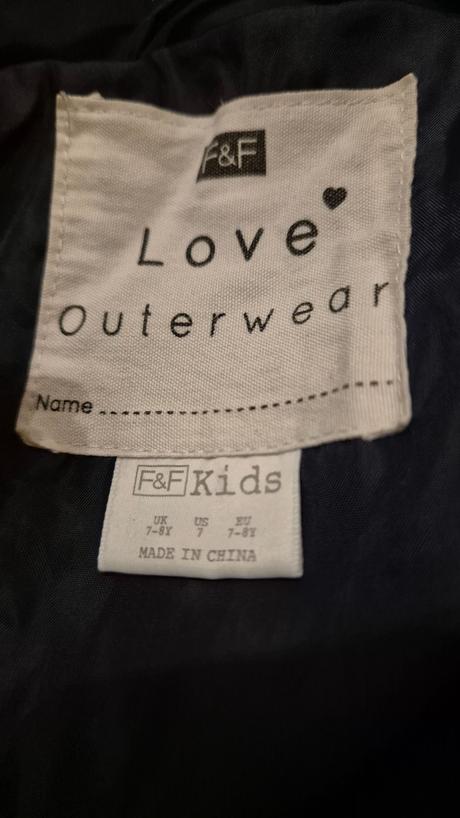 F&F
Love
Outerwear
Name
F&F Kids
UK US EU
7-8Y 7 7-8Y
MADE IN CHINA